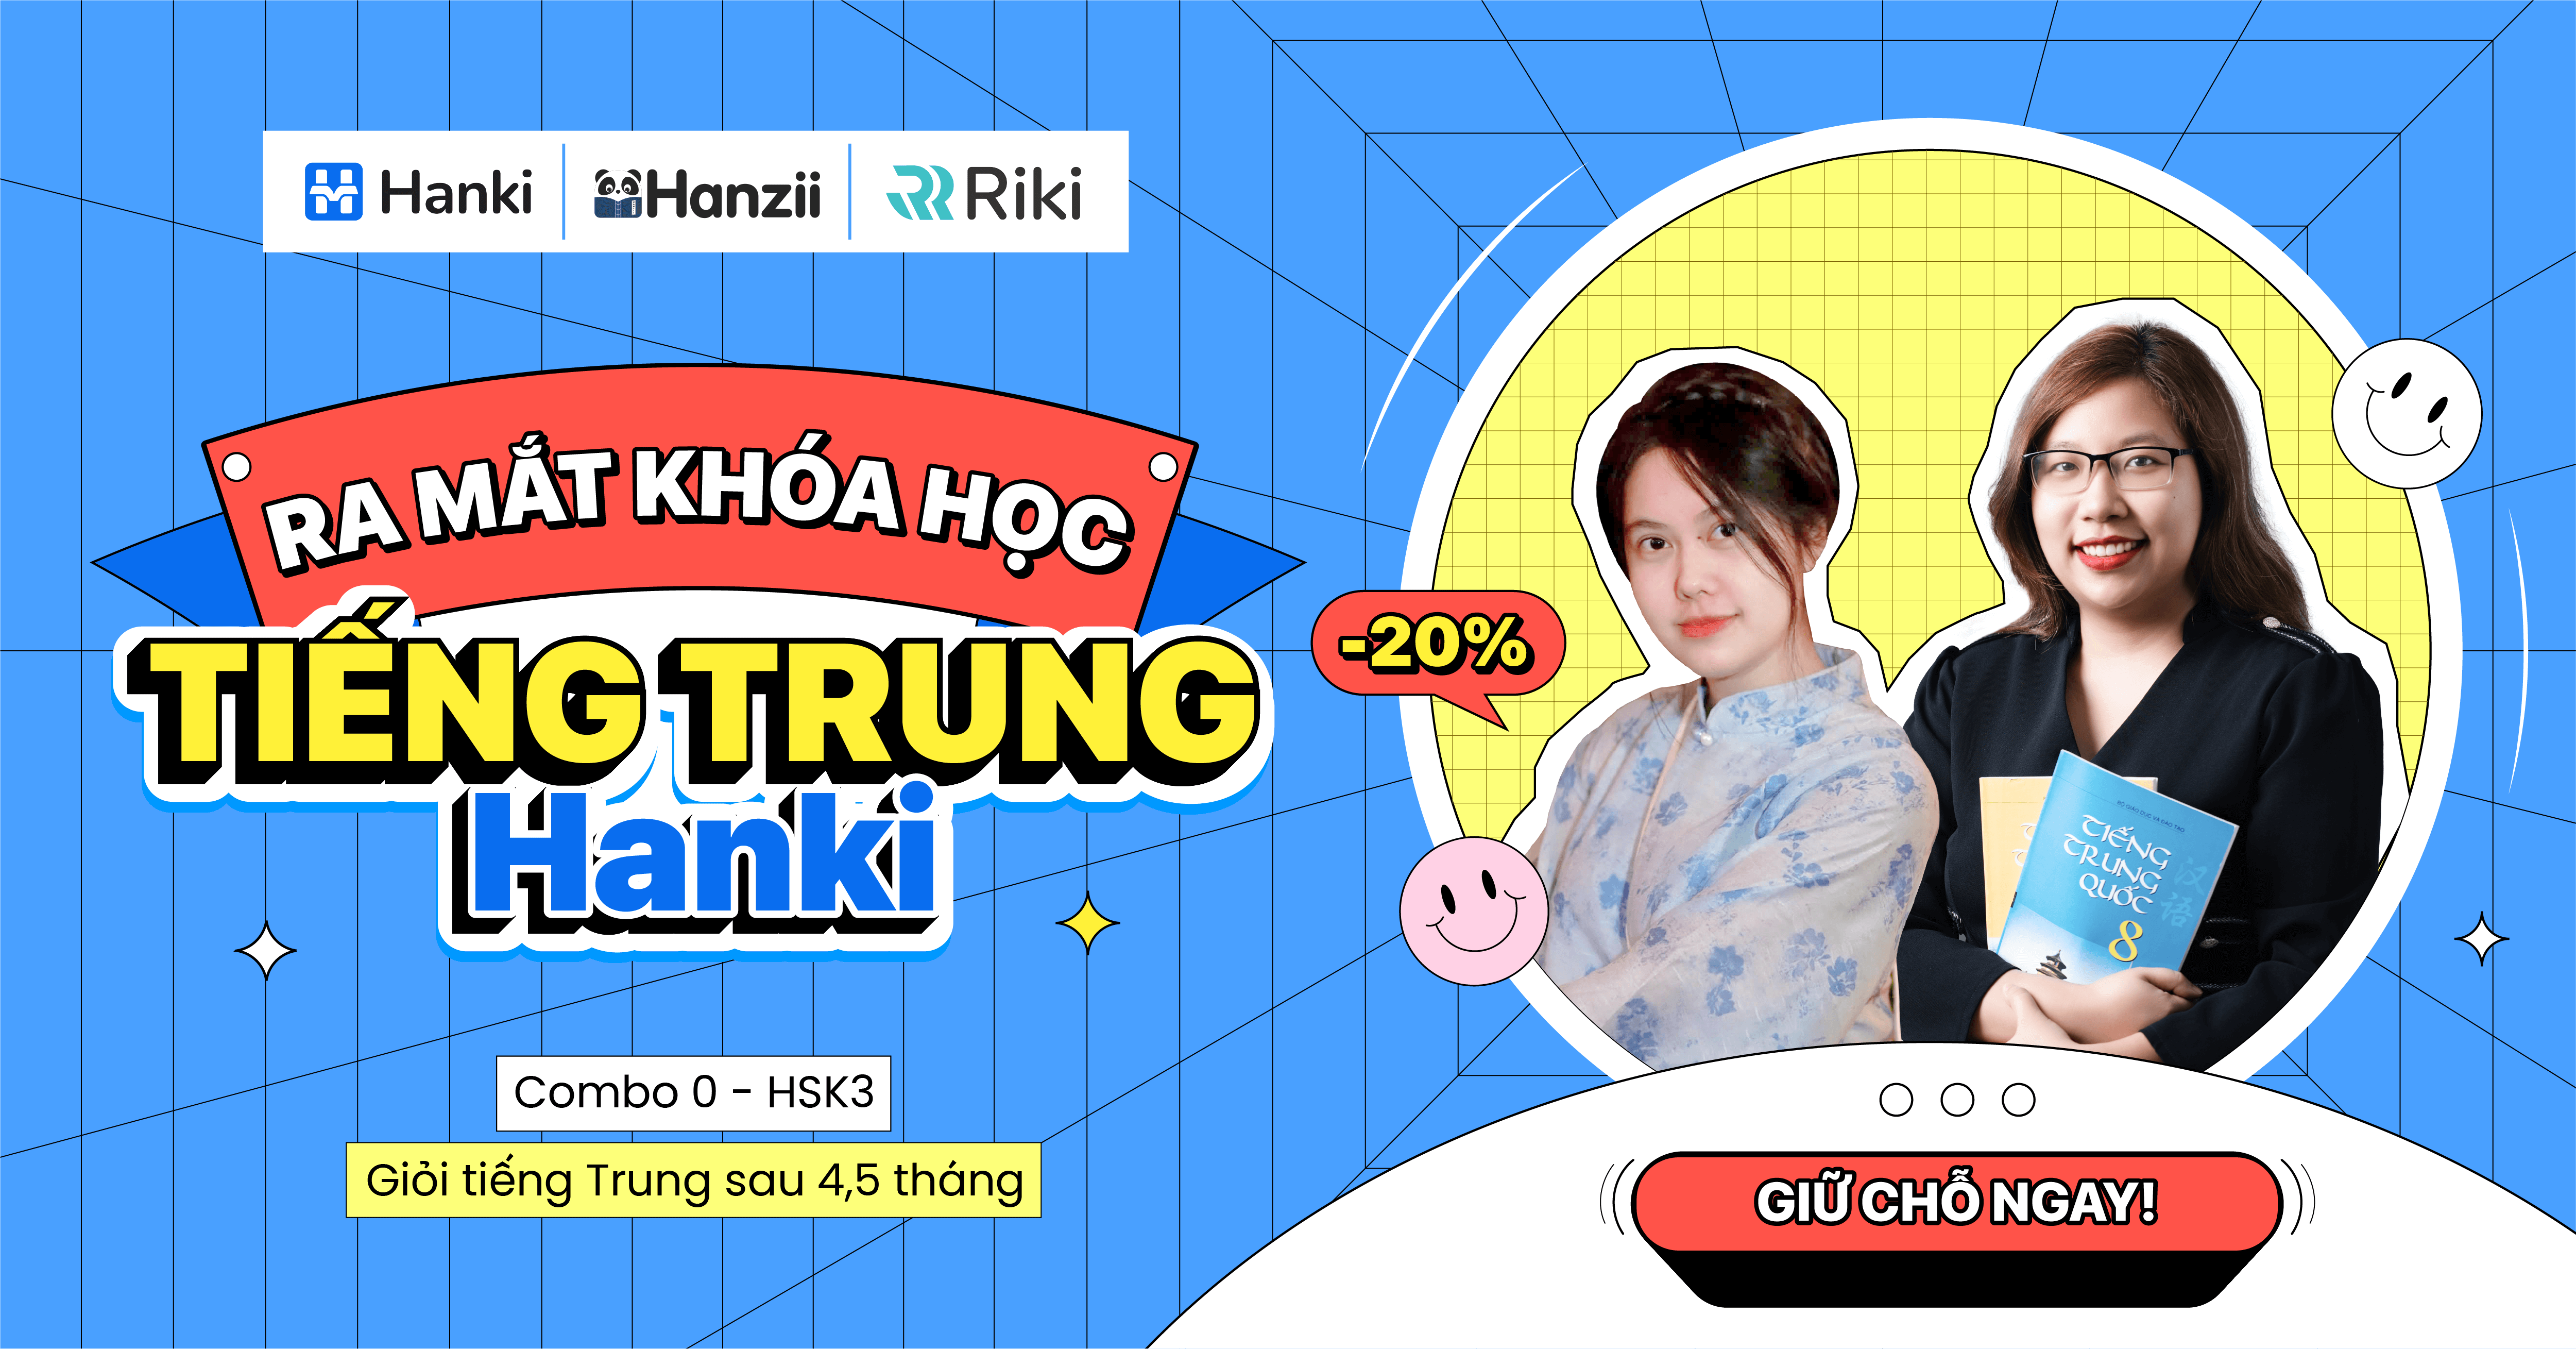 Hanki
Hanzii
Riki
RA MẮT KHÓA HỌC
TIẾNG TRUNG
Hanki
Combo 0 - HSK3
Giỏi tiếng Trung sau 4,5 tháng
-20%
BỘ GIÁO DỤC VÀ ĐÀO TẠO
TIẾNG
TRUNG
QUỐC
汉语
8
GIỮ CHỖ NGAY!